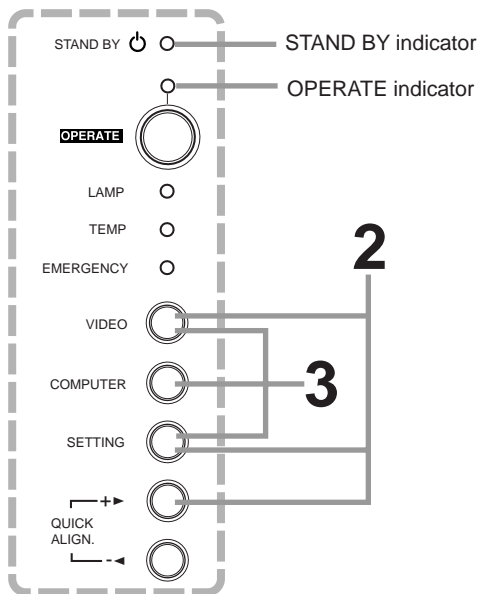 STAND BY
STAND BY indicator
OPERATE indicator
OPERATE
LAMP
TEMP
EMERGENCY
2
VIDEO
COMPUTER
3
SETTING
+
QUICK
ALIGN.
-